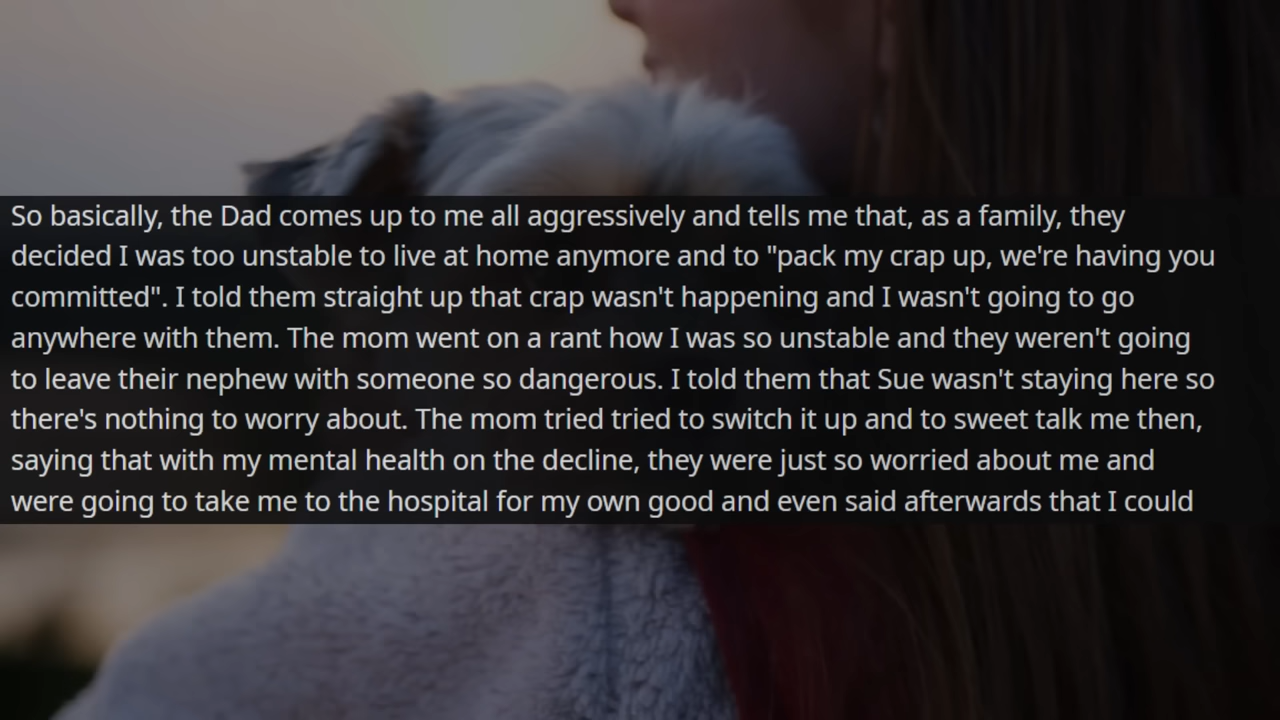 So basically, the Dad comes up to me all aggressively and tells me that, as a family, they
decided I was too unstable to live at home anymore and to "pack my crap up, we're having you
committed". I told them straight up that crap wasn't happening and I wasn't going to go
anywhere with them. The mom went on a rant how I was so unstable and they weren't going
to leave their nephew with someone so dangerous. I told them that Sue wasn't staying here so
there's nothing to worry about. The mom tried tried to switch it up and to sweet talk me then,
saying that with my mental health on the decline, they were just so worried about me and
were going to take me to the hospital for my own good and even said afterwards that I could